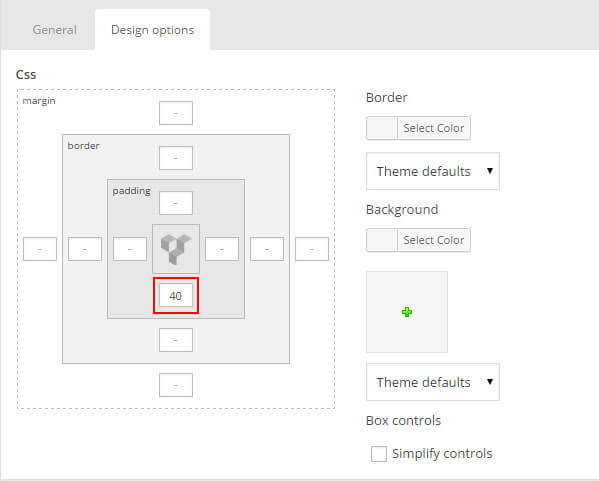 General
Design options
Css
margin
-
border
-
padding
-
- - - - - -
40
-
-
Border
Select Color
Theme defaults
Background
Select Color
Theme defaults
Box controls
Simplify controls